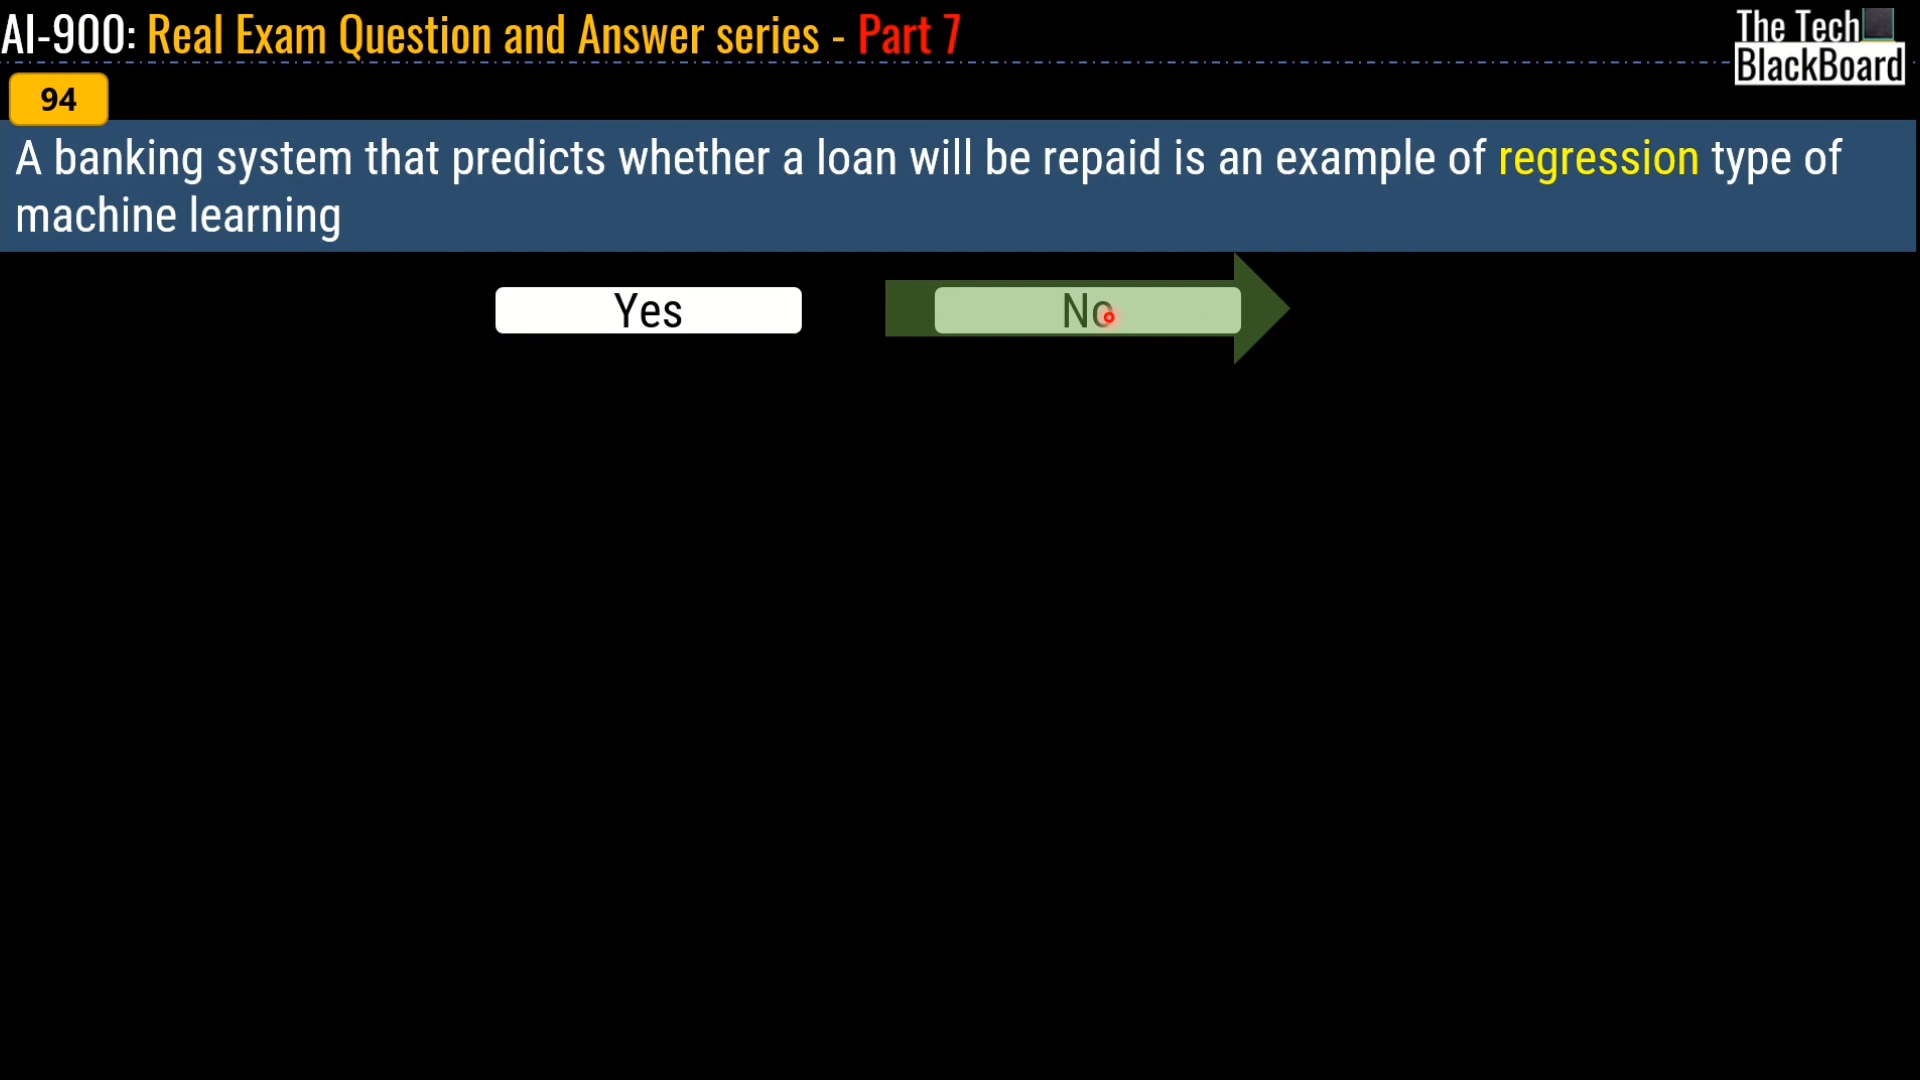 AI-900: Real Exam Question and Answer series - Part 7
The Tech
BlackBoard
94
A banking system that predicts whether a loan will be repaid is an example of regression type of
machine learning
Yes
No